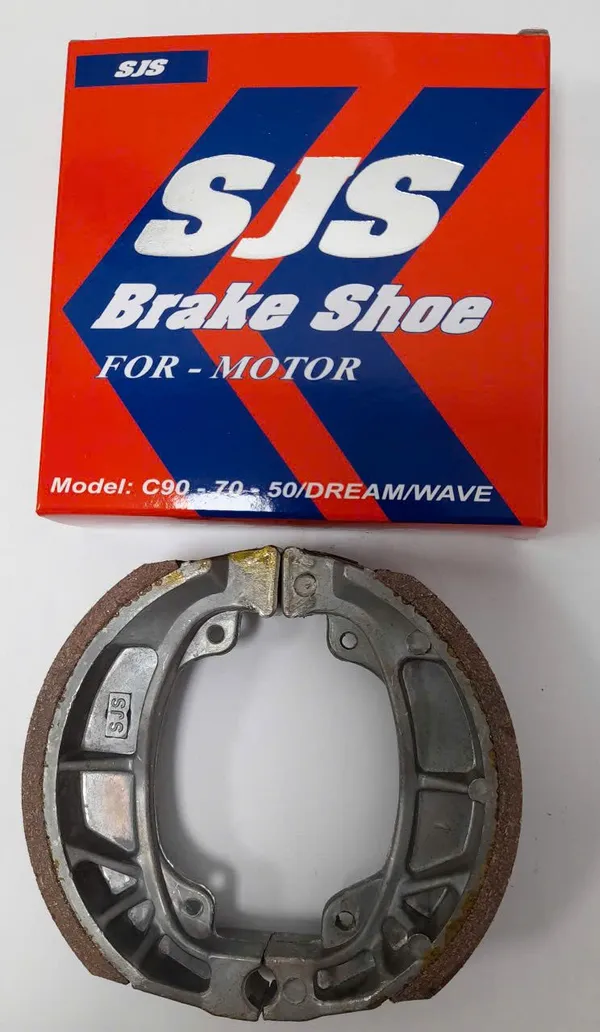 SJS
SJS
Brake Shoe
FOR - MOTOR
Model: C90 - 70 - 50/DREAM/WAVE
SJS